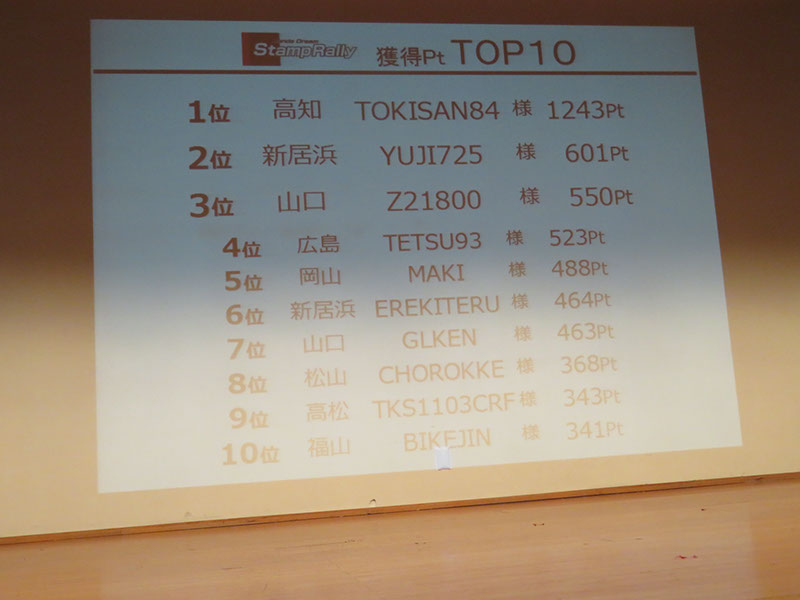 Honda Dream
StampRally 獲得Pt TOP10
1位 高知 TOKISAN84 様 1243Pt
2位 新居浜 YUJI725 様 601Pt
3位 山口 Z21800 様 550Pt
4位 広島 TETSU93 様 523Pt
5位 岡山 MAKI 様 488Pt
6位 新居浜 EREKITERU 様 464Pt
7位 山口 GLKEN 様 463Pt
8位 松山 CHOROKKE 様 368Pt
9位 高松 TKS1103CRF 様 343Pt
10位 福山 BIKEJIN 様 341Pt